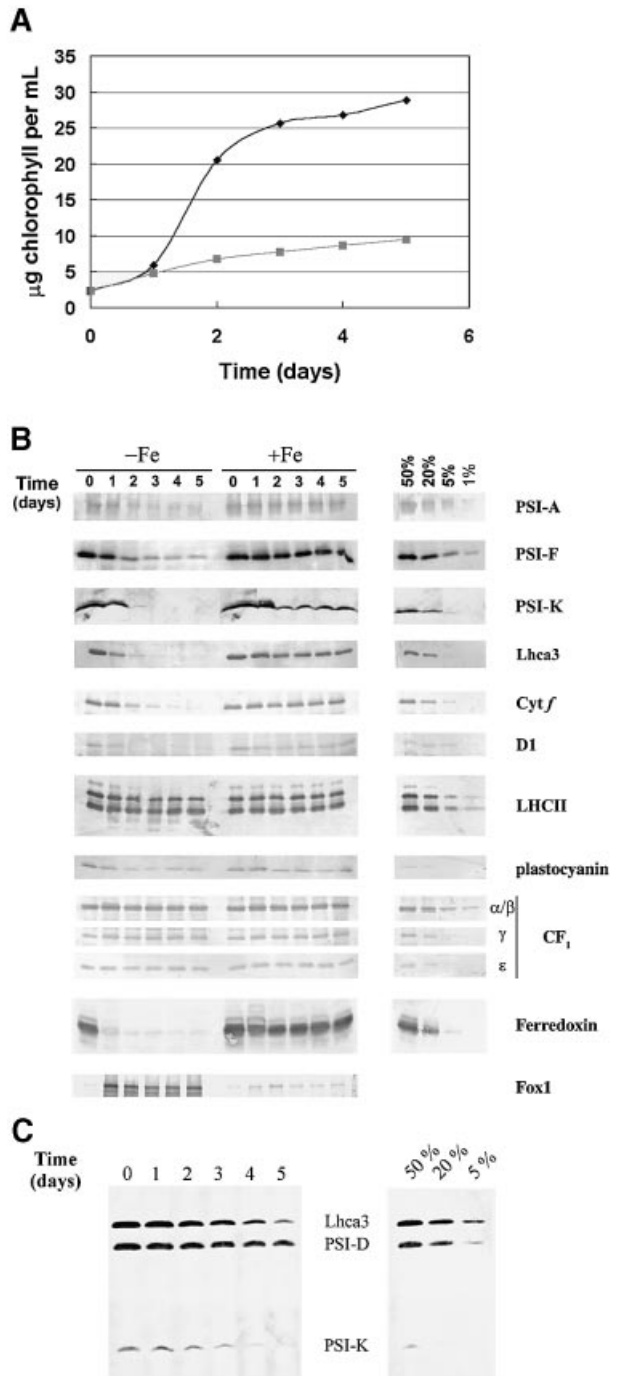 A
μg chlorophyll per mL
35
30
25
20
15
10
5
0
0 2 4 6
Time (days)
B
–Fe +Fe
Time (days) 0 1 2 3 4 5 0 1 2 3 4 5 50% 20% 5% 1%
PSI-A
PSI-F
PSI-K
Lhca3
Cyt f
D1
LHCII
plastocyanin
α/β
γ CF1
ε
Ferredoxin
Fox1
C
Time (days) 0 1 2 3 4 5 50 % 20 % 5 %
Lhca3
PSI-D
PSI-K